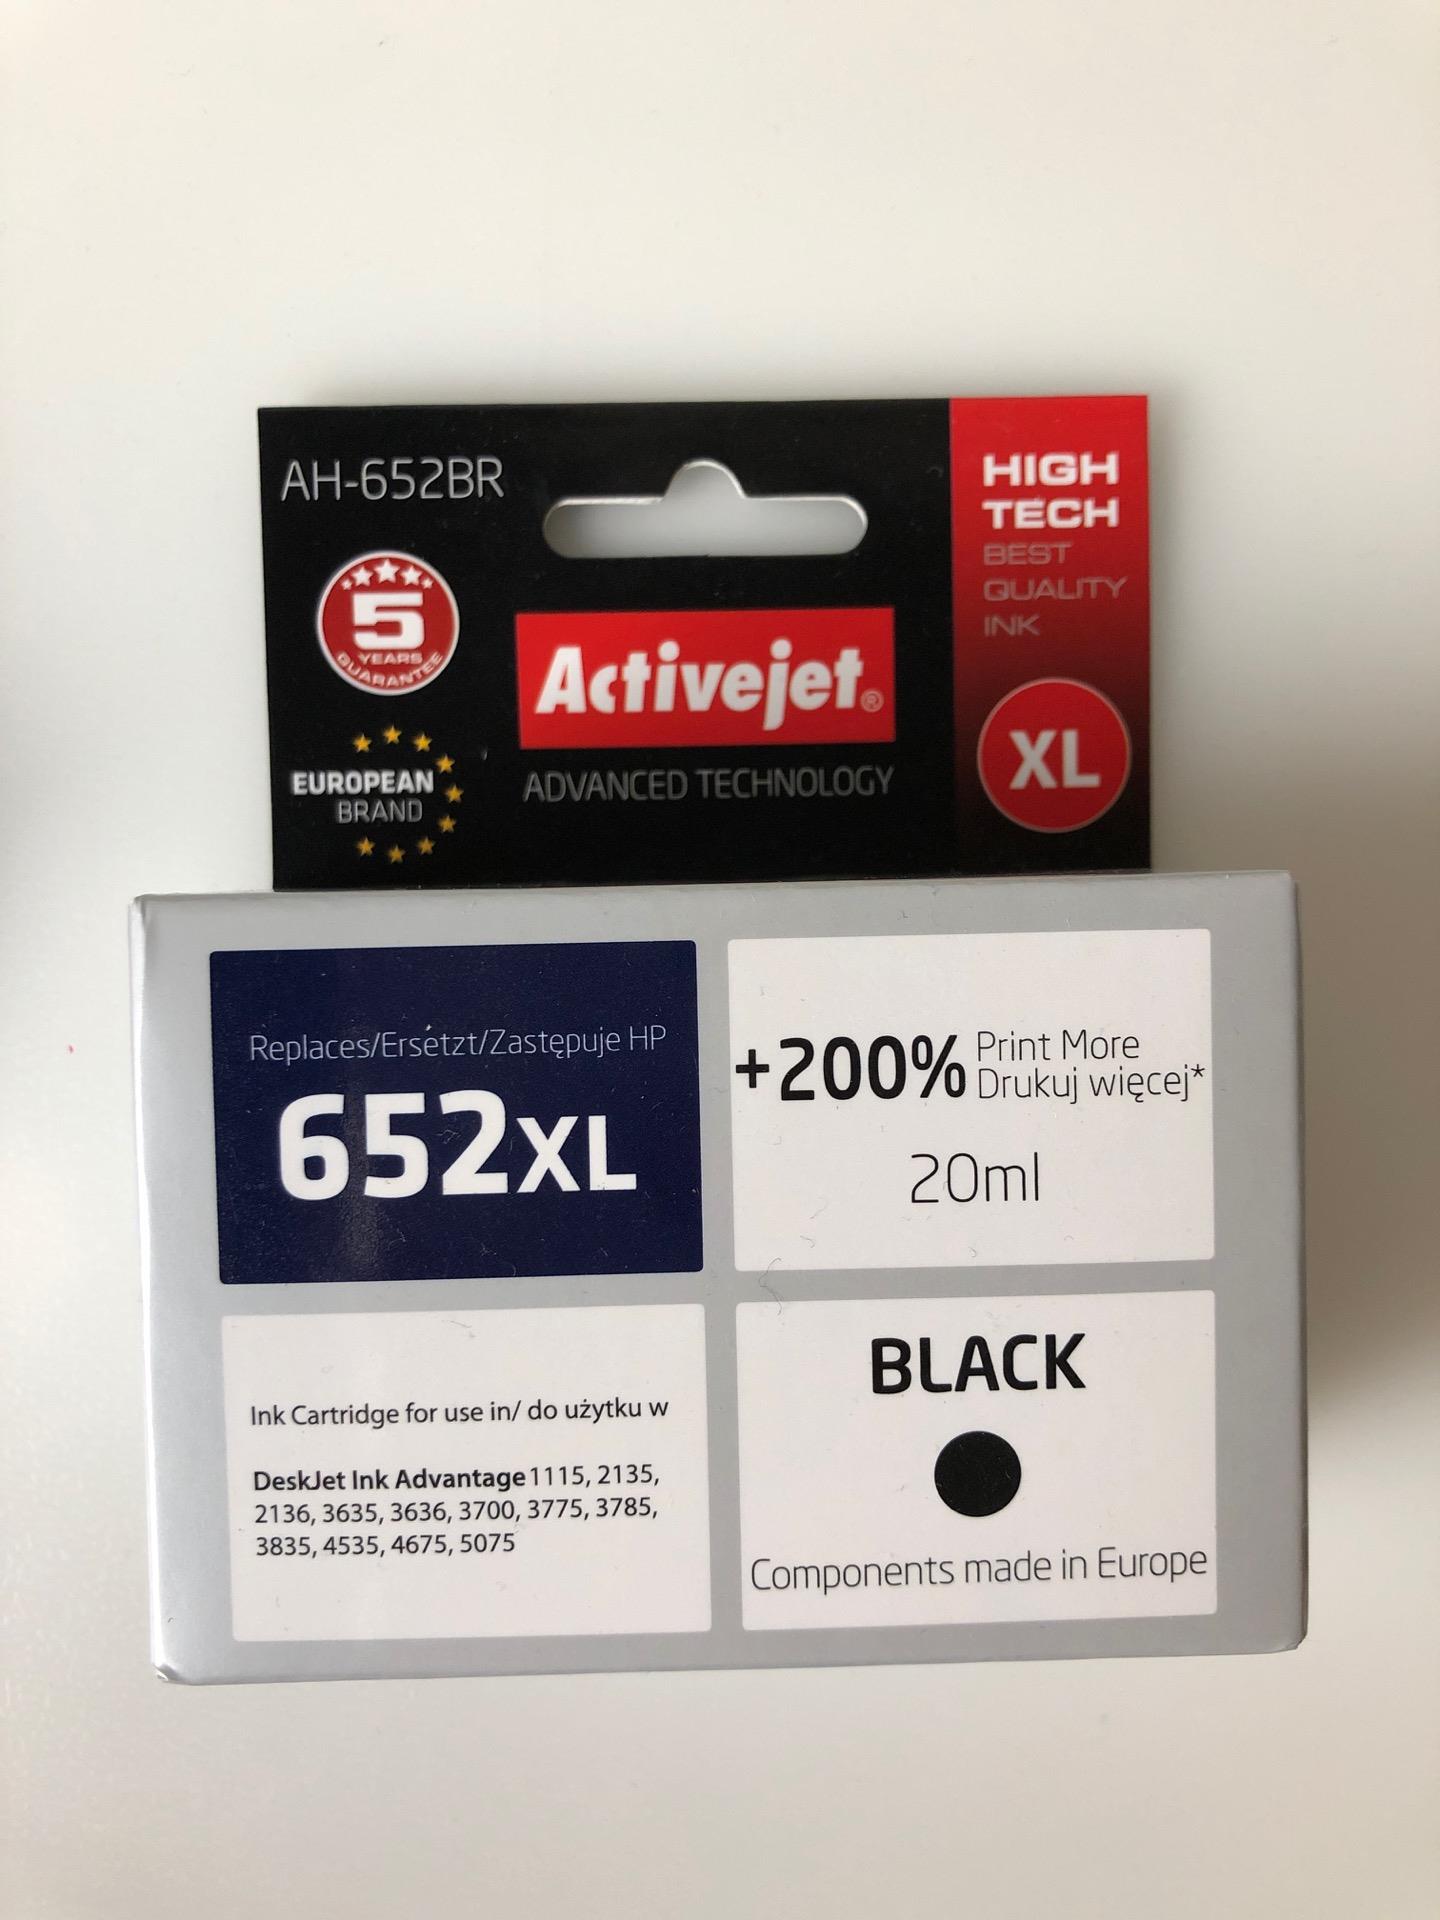 AH-652BR
5
YEARS
GUARANTEE
EUROPEAN
BRAND
Activejet®
ADVANCED TECHNOLOGY
HIGH
TECH
BEST
QUALITY
INK
XL
Replaces/Ersetzt/Zastępuje HP
652XL
+200% Print More
Drukuj więcej*
20ml
Ink Cartridge for use in/ do użytku w
DeskJet Ink Advantage 1115, 2135,
2136, 3635, 3636, 3700, 3775, 3785,
3835, 4535, 4675, 5075
BLACK
Components made in Europe